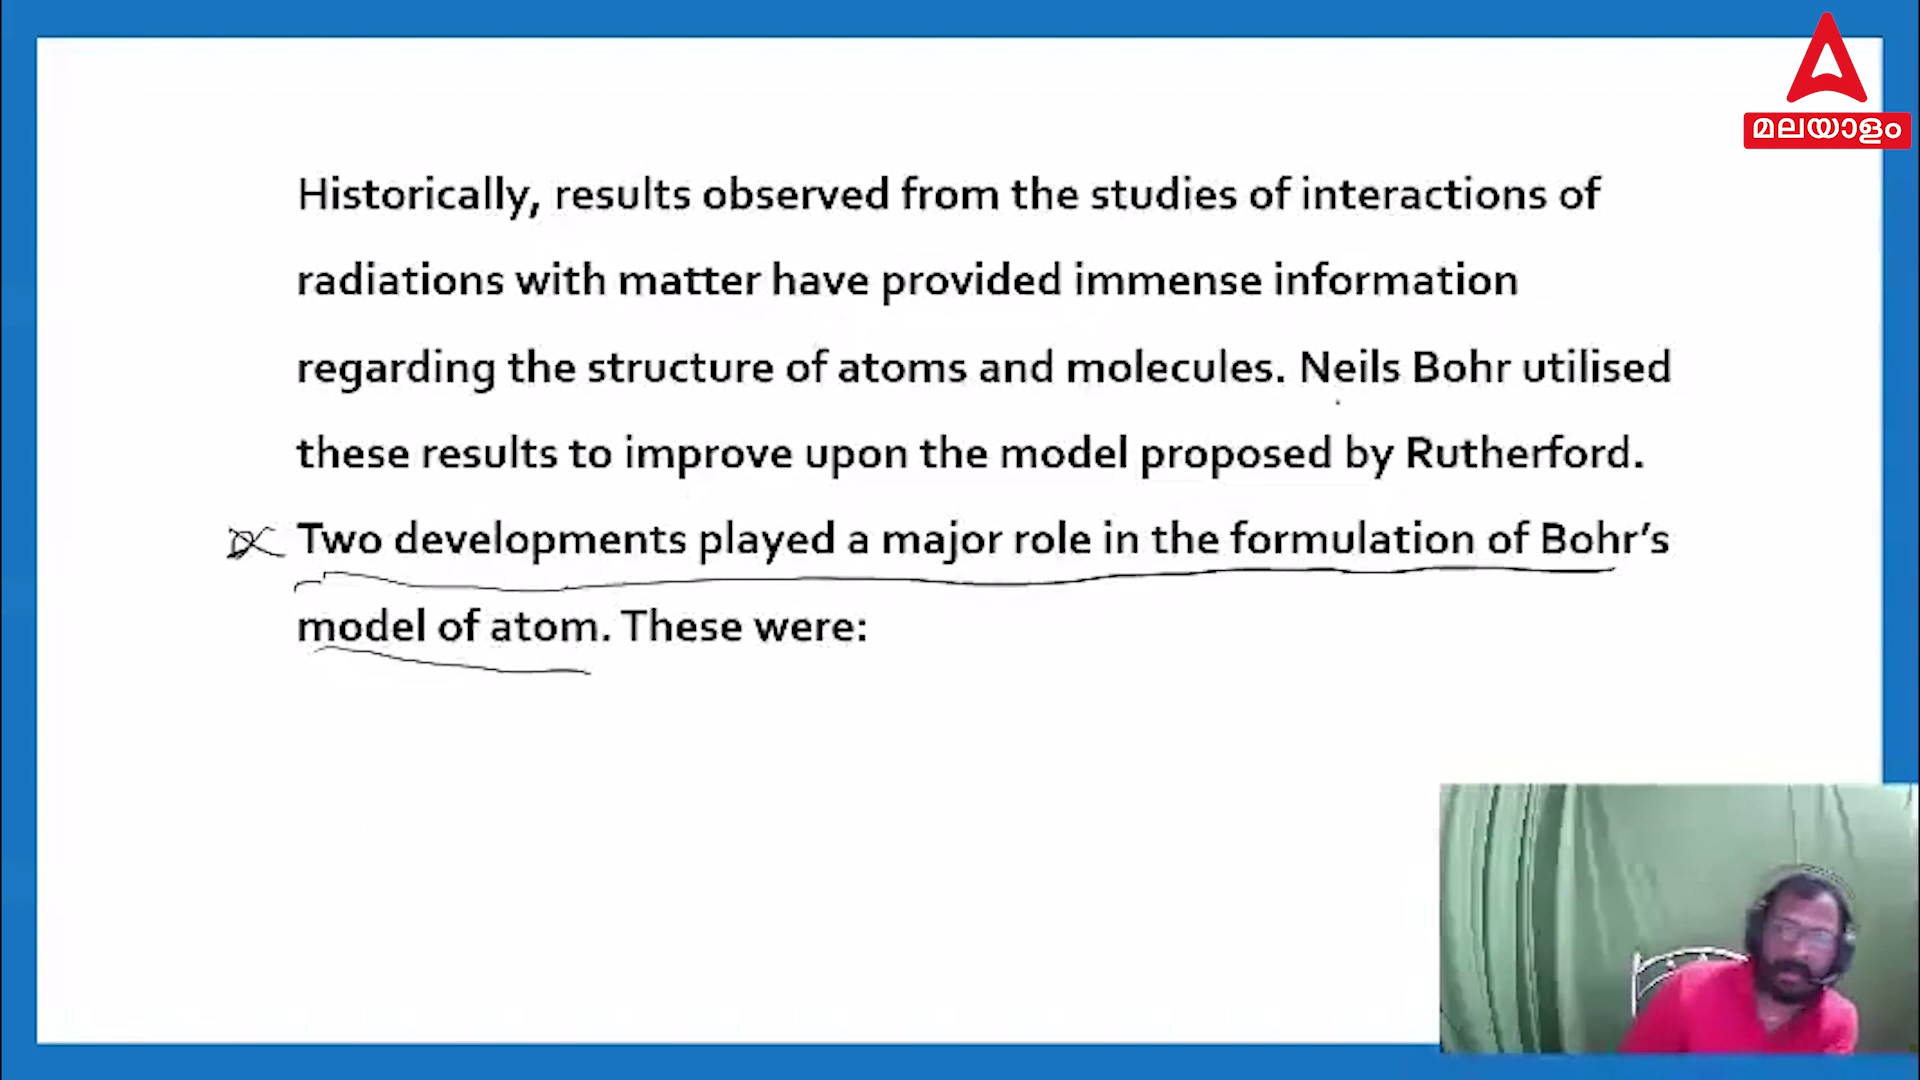 മലയാളം
Historically, results observed from the studies of interactions of
radiations with matter have provided immense information
regarding the structure of atoms and molecules. Neils Bohr utilised
these results to improve upon the model proposed by Rutherford.
Two developments played a major role in the formulation of Bohr's
model of atom. These were: